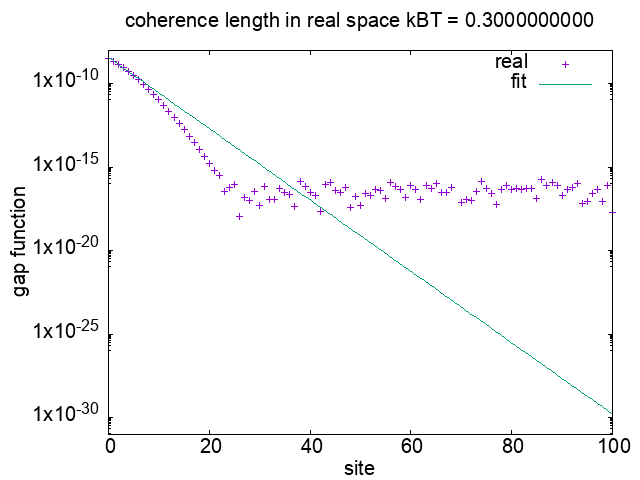 coherence length in real space kBT = 0.3000000000
real
fit
1x10-10
1x10-15
1x10-20
1x10-25
1x10-30
gap function
0 20 40 60 80 100
site